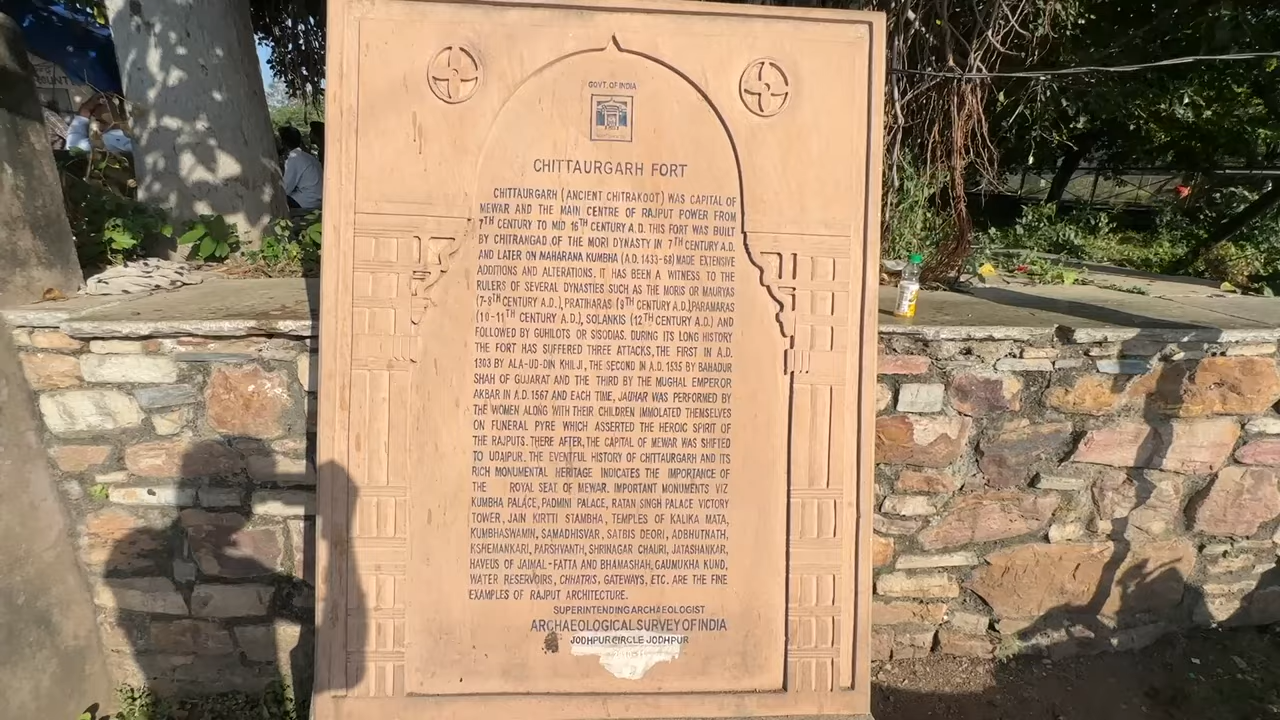 GOVT. OF INDIA
CHITTAURGARH FORT
CHITTAURGARH (ANCIENT CHITRAKOOT) WAS CAPITAL OF
MEWAR AND THE MAIN CENTRE OF RAJPUT POWER FROM
7TH CENTURY TO MID 16TH CENTURY A.D. THIS FORT WAS BUILT
BY CHITRANGAD OF THE MORI DYNASTY IN 7TH CENTURY A.D.
AND LATER ON MAHARANA KUMBHA (A.D. 1433-68) MADE EXTENSIVE
ADDITIONS AND ALTERATIONS. IT HAS BEEN A WITNESS TO THE
RULERS OF SEVERAL DYNASTIES SUCH AS THE MORIS OR MAURYAS
(7-8TH CENTURY A.D.), PRATIHARAS (9TH CENTURY A.D.), PARAMARAS
(10-11TH CENTURY A.D.), SOLANKIS (12TH CENTURY A.D.) AND
FOLLOWED BY GUHILOTS OR SISODIAS. DURING ITS LONG HISTORY
THE FORT HAS SUFFERED THREE ATTACKS, THE FIRST IN A.D.
1303 BY ALA-UD-DIN KHILJI, THE SECOND IN A.D. 1535 BY BAHADUR
SHAH OF GUJARAT AND THE THIRD BY THE MUGHAL EMPEROR
AKBAR IN A.D. 1567 AND EACH TIME, JAUHAR WAS PERFORMED BY
THE WOMEN ALONG WITH THEIR CHILDREN IMMOLATED THEMSELVES
ON FUNERAL PYRE WHICH ASSERTED THE HEROIC SPIRIT OF
THE RAJPUTS. THERE AFTER, THE CAPITAL OF MEWAR WAS SHIFTED
TO UDAIPUR. THE EVENTFUL HISTORY OF CHITTAURGARH AND ITS
RICH MONUMENTAL HERITAGE INDICATES THE IMPORTANCE OF
THE ROYAL SEAT OF MEWAR. IMPORTANT MONUMENTS VIZ
KUMBHA PALACE, PADMINI PALACE, RATAN SINGH PALACE VICTORY
TOWER, JAIN KIRTTI STAMBHA, TEMPLES OF KALIKA MATA,
KUMBHASWAMIN, SAMADHISVAR, SATBIS DEORI, ADBHUTNATH,
KSHEMANKARI, PARSHVANTH, SHRINAGAR CHAURI, JATASHANKAR,
HAVEUS OF JAIMAL-FATTA AND BHAMASHAH, GAUMUKHA KUND,
WATER RESERVOIRS, CHHATRIS, GATEWAYS, ETC. ARE THE FINE
EXAMPLES OF RAJPUT ARCHITECTURE.
SUPERINTENDING ARCHAEOLOGIST
ARCHAEOLOGICAL SURVEY OF INDIA
JODHPUR CIRCLE JODHPUR